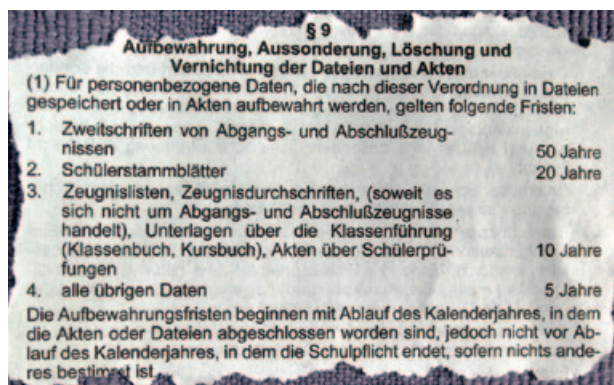 § 9
Aufbewahrung, Aussonderung, Löschung und
Vernichtung der Dateien und Akten
(1) Für personenbezogene Daten, die nach dieser Verordnung in Dateien
gespeichert oder in Akten aufbewahrt werden, gelten folgende Fristen:
1. Zweitschriften von Abgangs- und Abschlußzeug-
nissen 50 Jahre
2. Schülerstammblätter 20 Jahre
3. Zeugnislisten, Zeugnisdurchschriften, (soweit es
sich nicht um Abgangs- und Abschlußzeugnisse
handelt), Unterlagen über die Klassenführung
(Klassenbuch, Kursbuch), Akten über Schülerprü-
fungen 10 Jahre
4. alle übrigen Daten 5 Jahre
Die Aufbewahrungsfristen beginnen mit Ablauf des Kalenderjahres, in dem
die Akten oder Dateien abgeschlossen worden sind, jedoch nicht vor Ab-
lauf des Kalenderjahres, in dem die Schulpflicht endet, sofern nichts ande-
res bestimmt ist